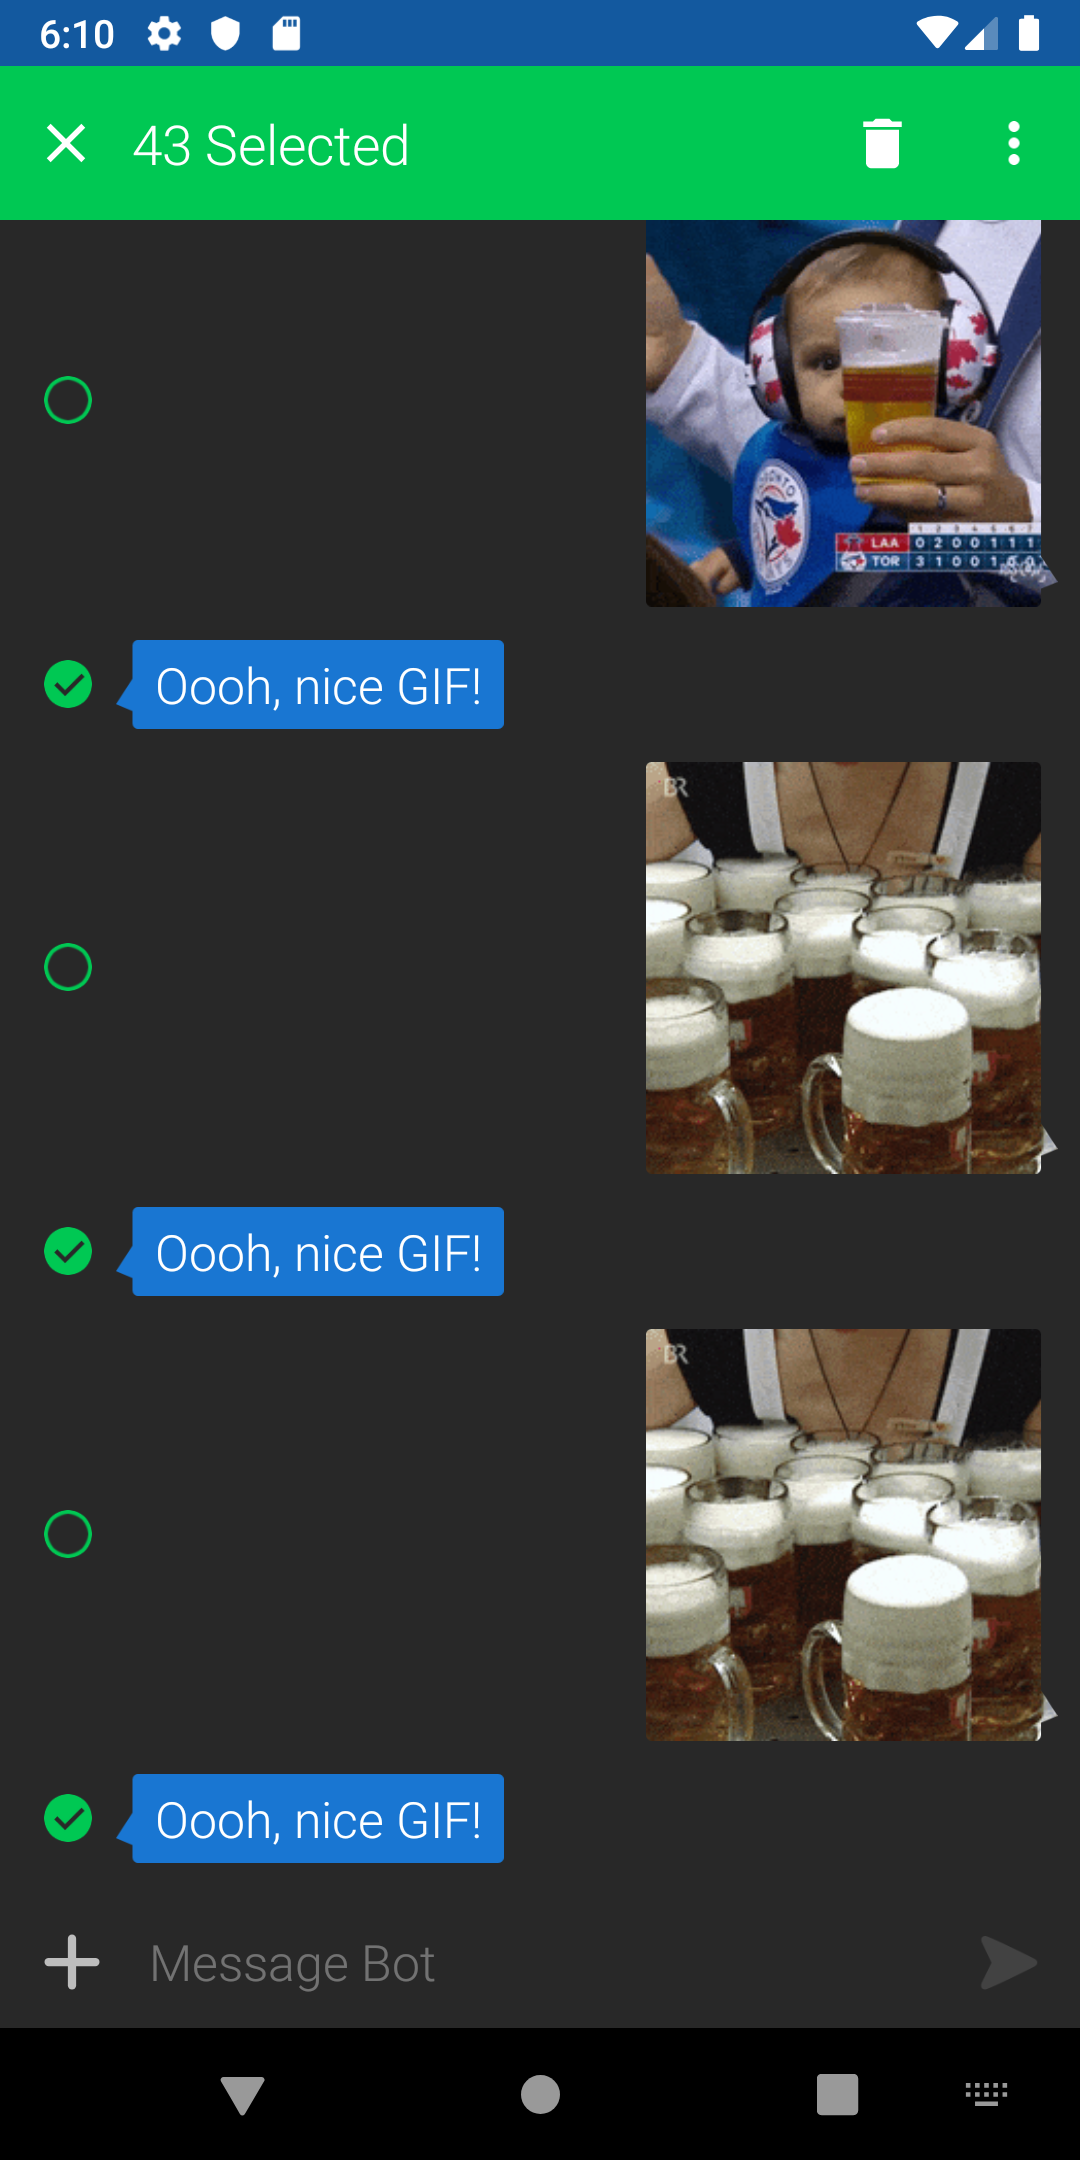 6:10
43 Selected
TORONTO
LAA 0 2 0 0 1 1 1
TOR 3 1 0 0 1
Oooh, nice GIF!
BR
Oooh, nice GIF!
BR
Oooh, nice GIF!
Message Bot